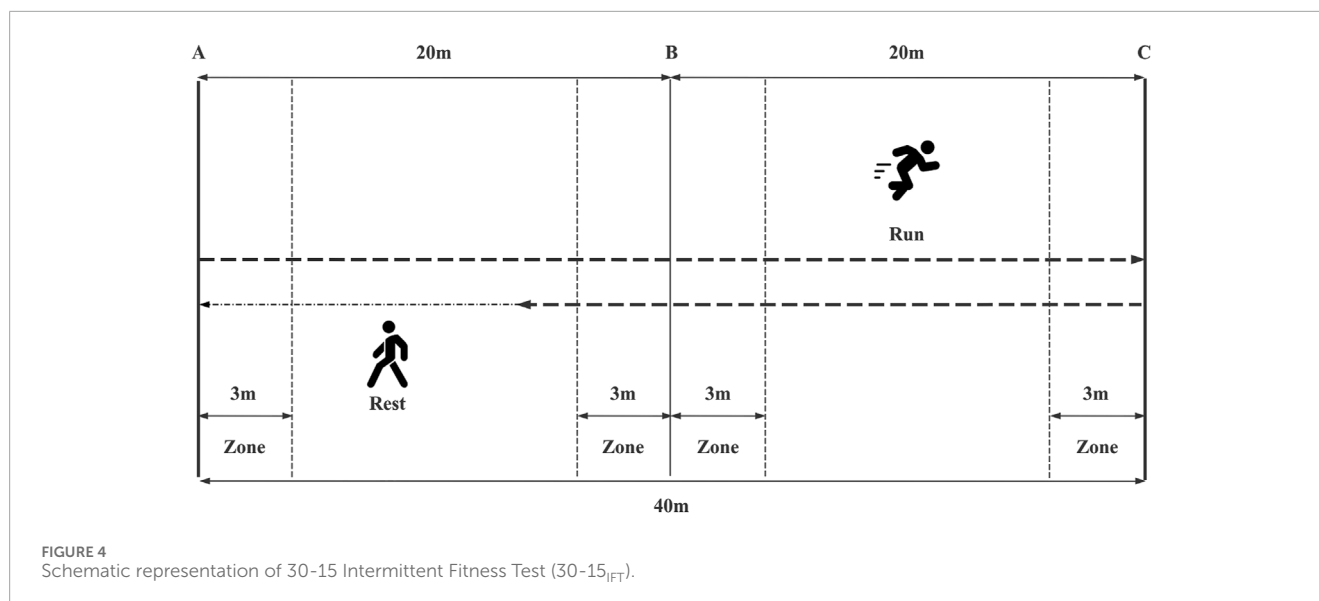 A 20m B 20m C
Run
Rest
3m 3m 3m 3m
Zone Zone Zone Zone
40m
FIGURE 4
Schematic representation of 30-15 Intermittent Fitness Test (30-15IFT).